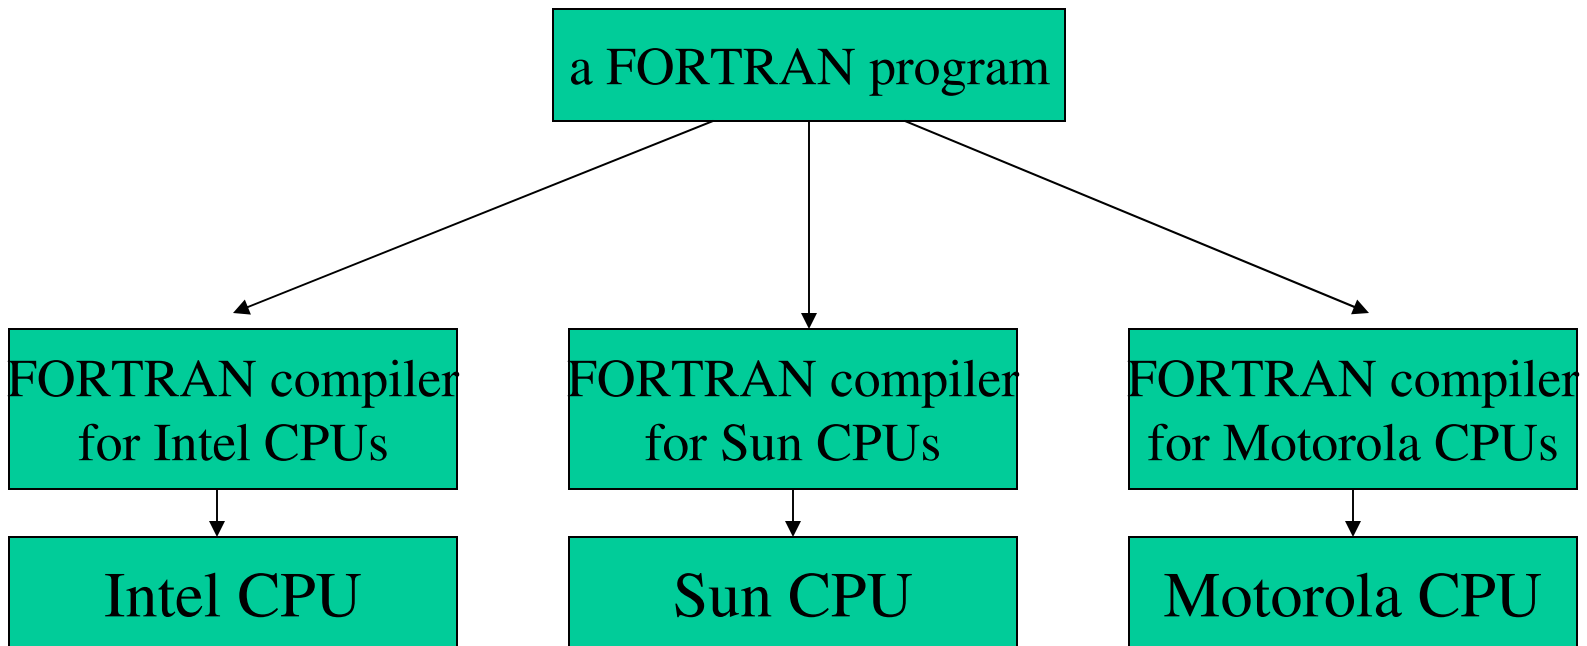 a FORTRAN program
FORTRAN compiler
for Intel CPUs
FORTRAN compiler
for Sun CPUs
FORTRAN compiler
for Motorola CPUs
Intel CPU
Sun CPU
Motorola CPU